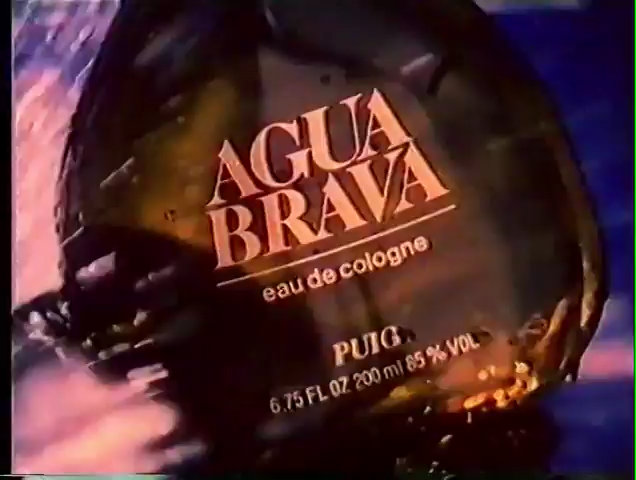 AGUA
BRAVA
eau de cologne
PUIG
6.75 FL OZ 200 ml 85 % VOL